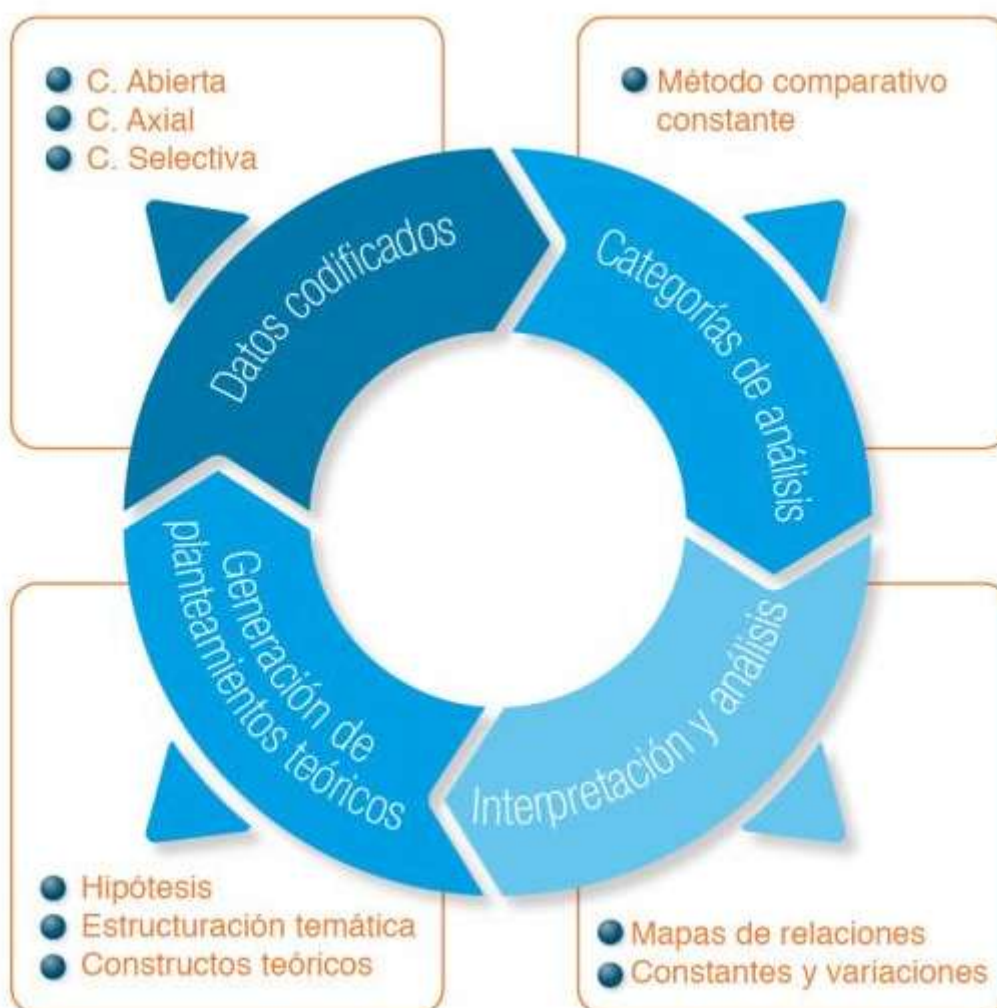 C. Abierta
C. Axial
C. Selectiva
Método comparativo
constante
Datos codificados
Categorías de análisis
Generación de
planteamientos teóricos
Interpretación y análisis
Hipótesis
Estructuración temática
Constructos teóricos
Mapas de relaciones
Constantes y variaciones